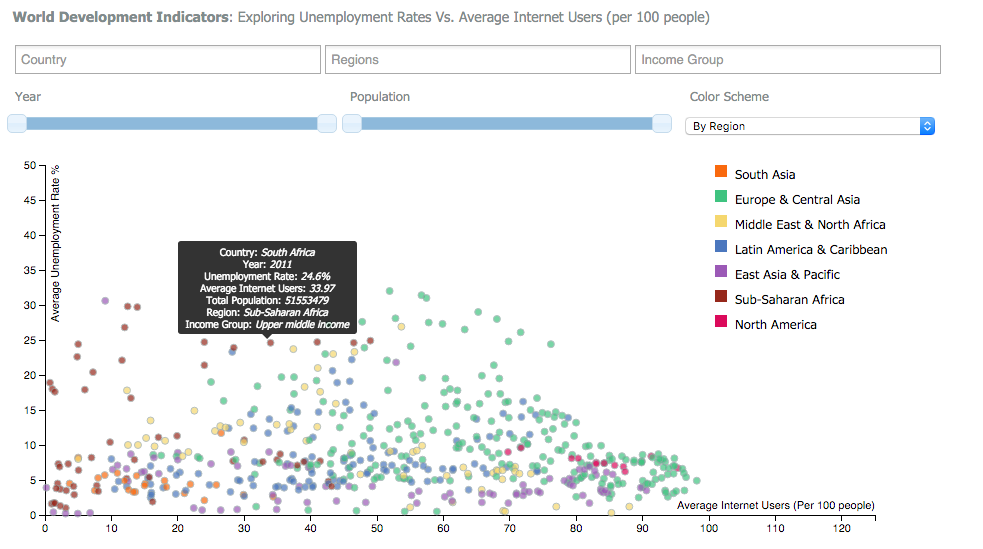 World Development Indicators: Exploring Unemployment Rates Vs. Average Internet Users (per 100 people)
Country Regions Income Group
Year Population Color Scheme
By Region
50
45
40
35
30
25
20
15
10
5
0
Average Unemployment Rate %
Country: South Africa
Year: 2011
Unemployment Rate: 24.6%
Average Internet Users: 33.97
Total Population: 51553479
Region: Sub-Saharan Africa
Income Group: Upper middle income
South Asia
Europe & Central Asia
Middle East & North Africa
Latin America & Caribbean
East Asia & Pacific
Sub-Saharan Africa
North America
Average Internet Users (Per 100 people)
0 10 20 30 40 50 60 70 80 90 100 110 120